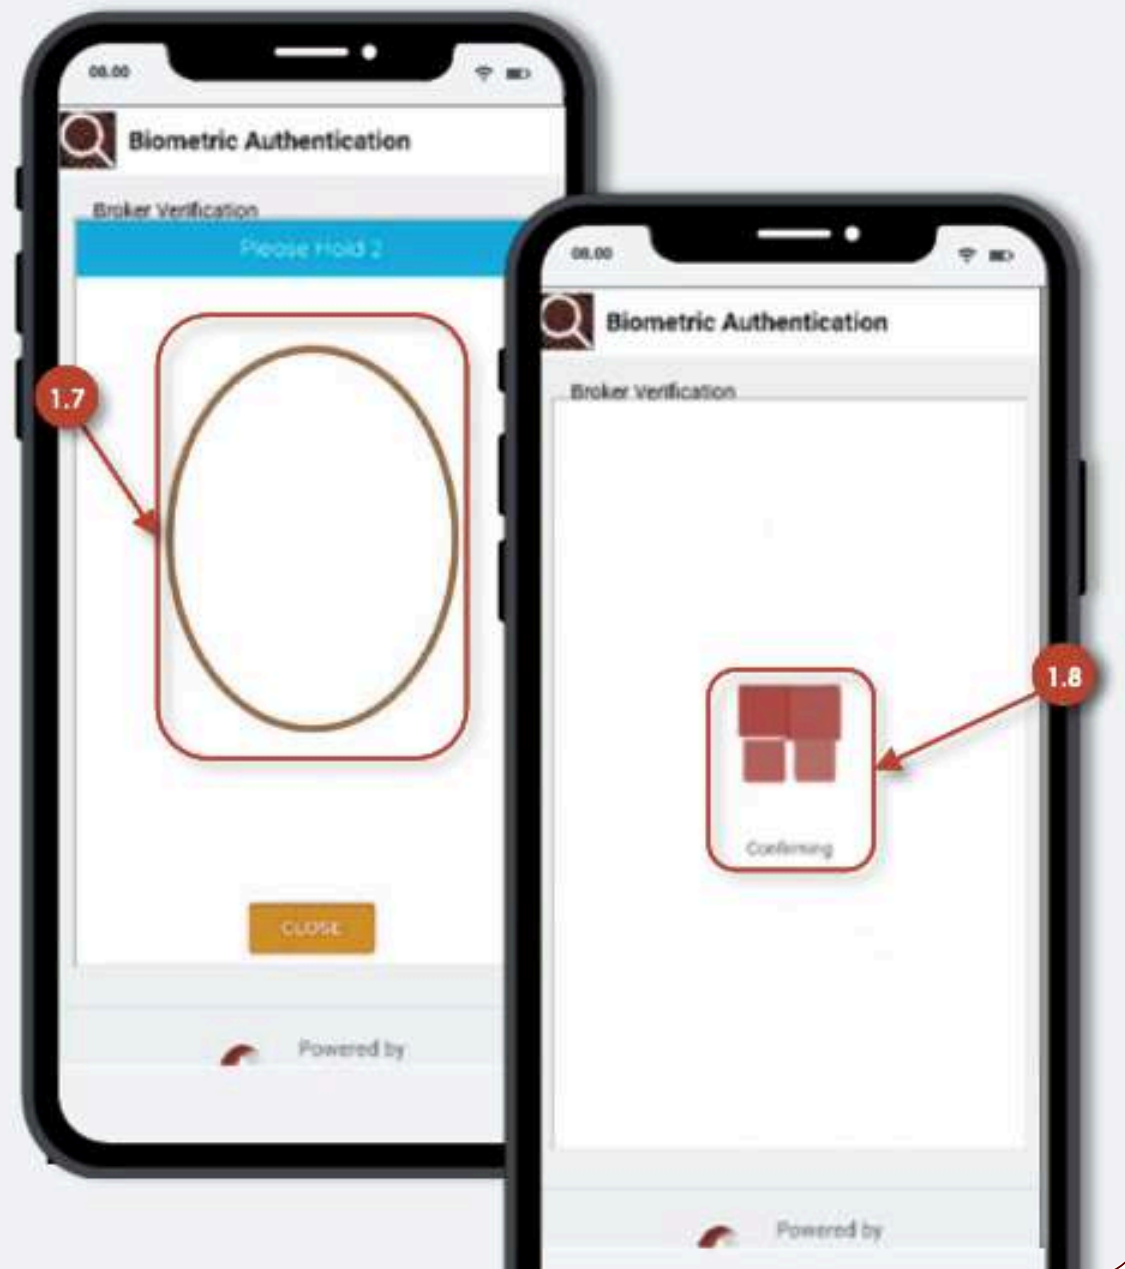 08.00
Biometric Authentication
Broker Verification
Please Hold 2
1.7
CLOSE
Powered by
08.00
Biometric Authentication
Broker Verification
1.8
Confirming
Powered by